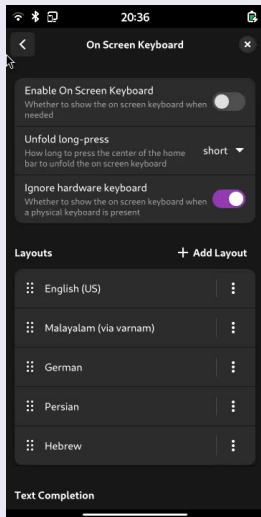 20:36
On Screen Keyboard
Enable On Screen Keyboard
Whether to show the on screen keyboard when
needed
Unfold long-press
How long to press the center of the home
bar to unfold the on screen keyboard
short
Ignore hardware keyboard
Whether to show the on screen keyboard when
a physical keyboard is present
Layouts
+ Add Layout
English (US)
Malayalam (via varnam)
German
Persian
Hebrew
Text Completion